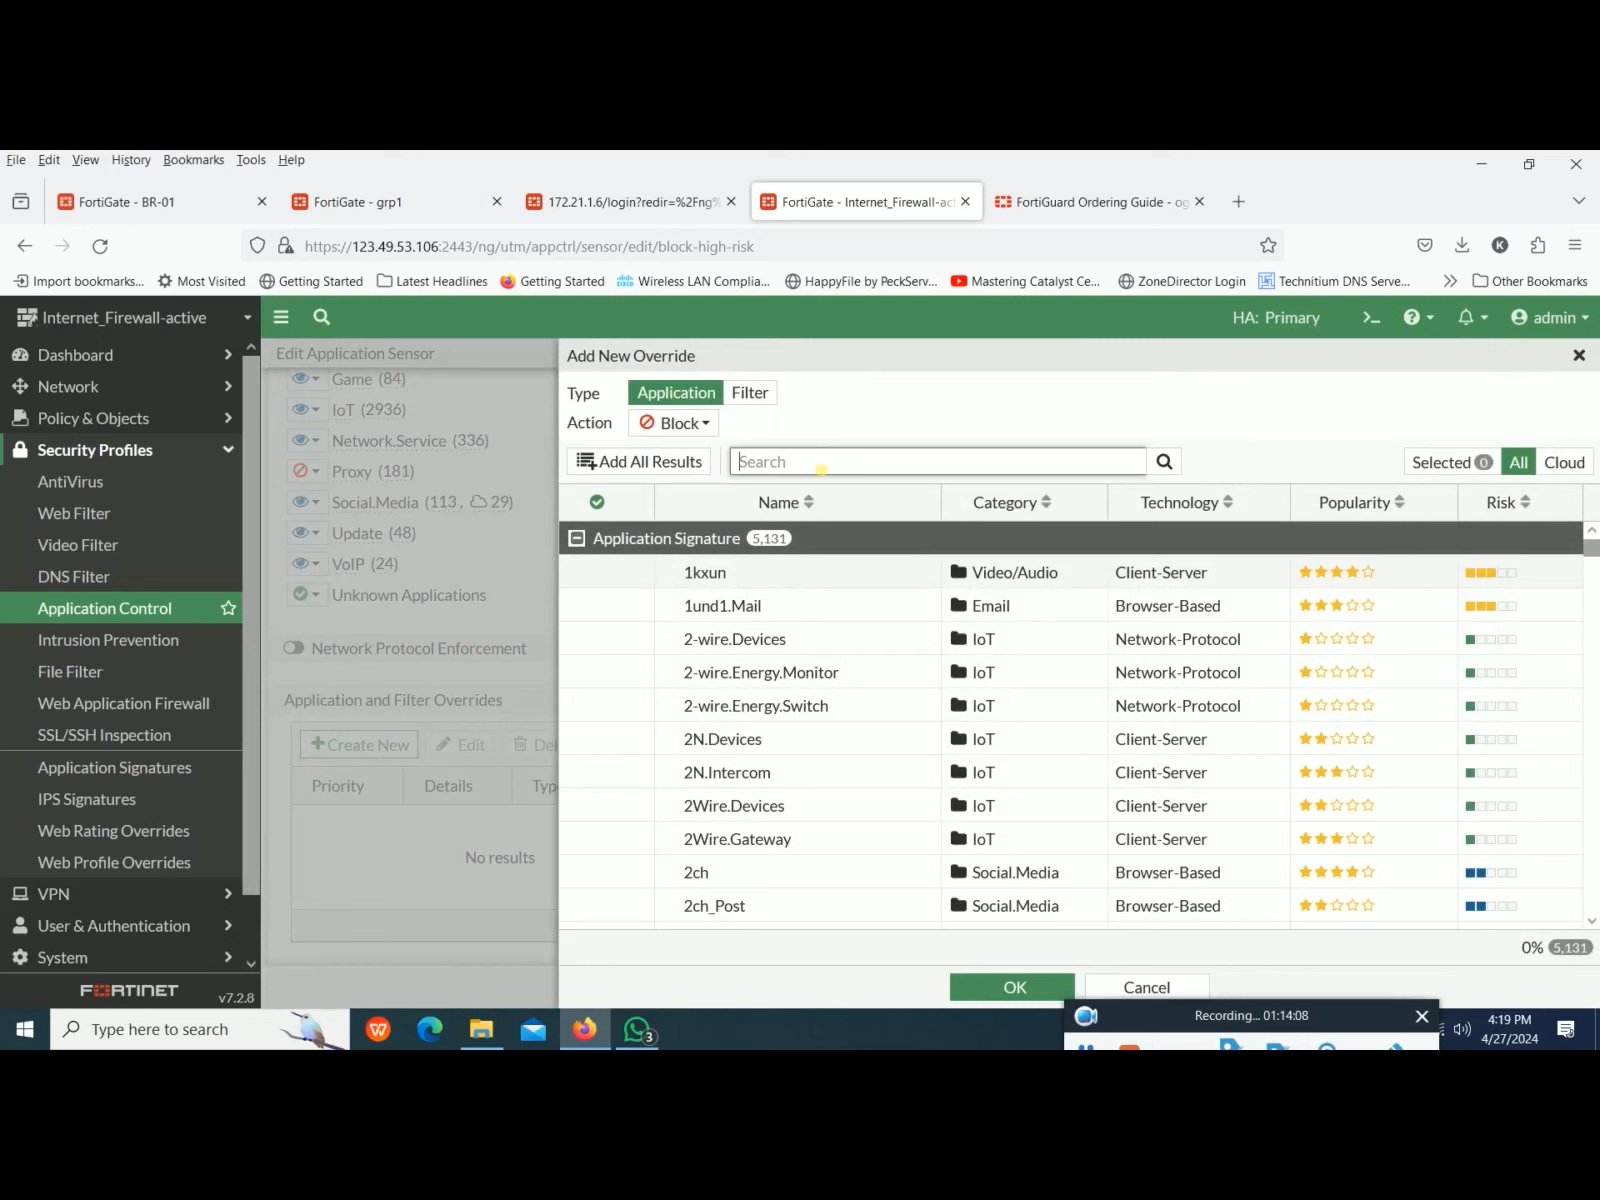 File Edit View History Bookmarks Tools Help
FortiGate - BR-01
FortiGate - grp1
172.21.1.6/login?redir=%2Fng%
FortiGate - Internet_Firewall-act
FortiGuard Ordering Guide - og
https://123.49.53.106:2443/ng/utm/appctrl/sensor/edit/block-high-risk
K
Import bookmarks... Most Visited Getting Started Latest Headlines Getting Started Wireless LAN Complia... HappyFile by PeckServ... Mastering Catalyst Ce... ZoneDirector Login Technitium DNS Serve... Other Bookmarks
Internet_Firewall-active
HA: Primary
admin
Dashboard
Network
Policy & Objects
Security Profiles
AntiVirus
Web Filter
Video Filter
DNS Filter
Application Control
Intrusion Prevention
File Filter
Web Application Firewall
SSL/SSH Inspection
Application Signatures
IPS Signatures
Web Rating Overrides
Web Profile Overrides
VPN
User & Authentication
System
FORTINET
v7.2.8
Edit Application Sensor
Game (84)
IoT (2936)
Network.Service (336)
Proxy (181)
Social.Media (113, 29)
Update (48)
VoIP (24)
Unknown Applications
Network Protocol Enforcement
Application and Filter Overrides
Create New Edit Del
Priority Details Typ
No results
Add New Override
Type Application Filter
Action Block
Add All Results Search Selected 0 All Cloud
Name Category Technology Popularity Risk
Application Signature 5,131
1kxun Video/Audio Client-Server
1und1.Mail Email Browser-Based
2-wire.Devices IoT Network-Protocol
2-wire.Energy.Monitor IoT Network-Protocol
2-wire.Energy.Switch IoT Network-Protocol
2N.Devices IoT Client-Server
2N.Intercom IoT Client-Server
2Wire.Devices IoT Client-Server
2Wire.Gateway IoT Client-Server
2ch Social.Media Browser-Based
2ch_Post Social.Media Browser-Based
0% 5,131
OK Cancel
Type here to search
W
3
Recording... 01:14:08
4:19 PM
4/27/2024